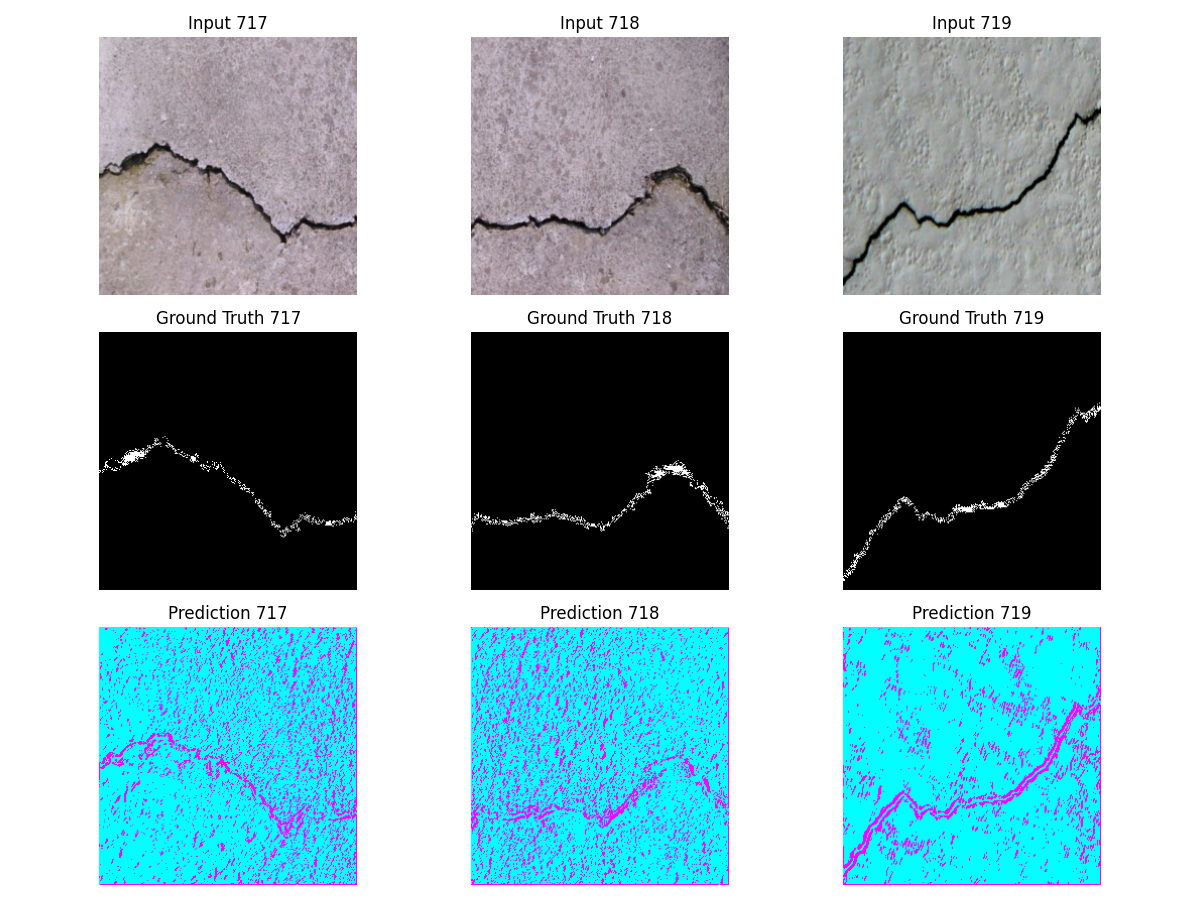 Input 717
Input 718
Input 719
Ground Truth 717
Ground Truth 718
Ground Truth 719
Prediction 717
Prediction 718
Prediction 719